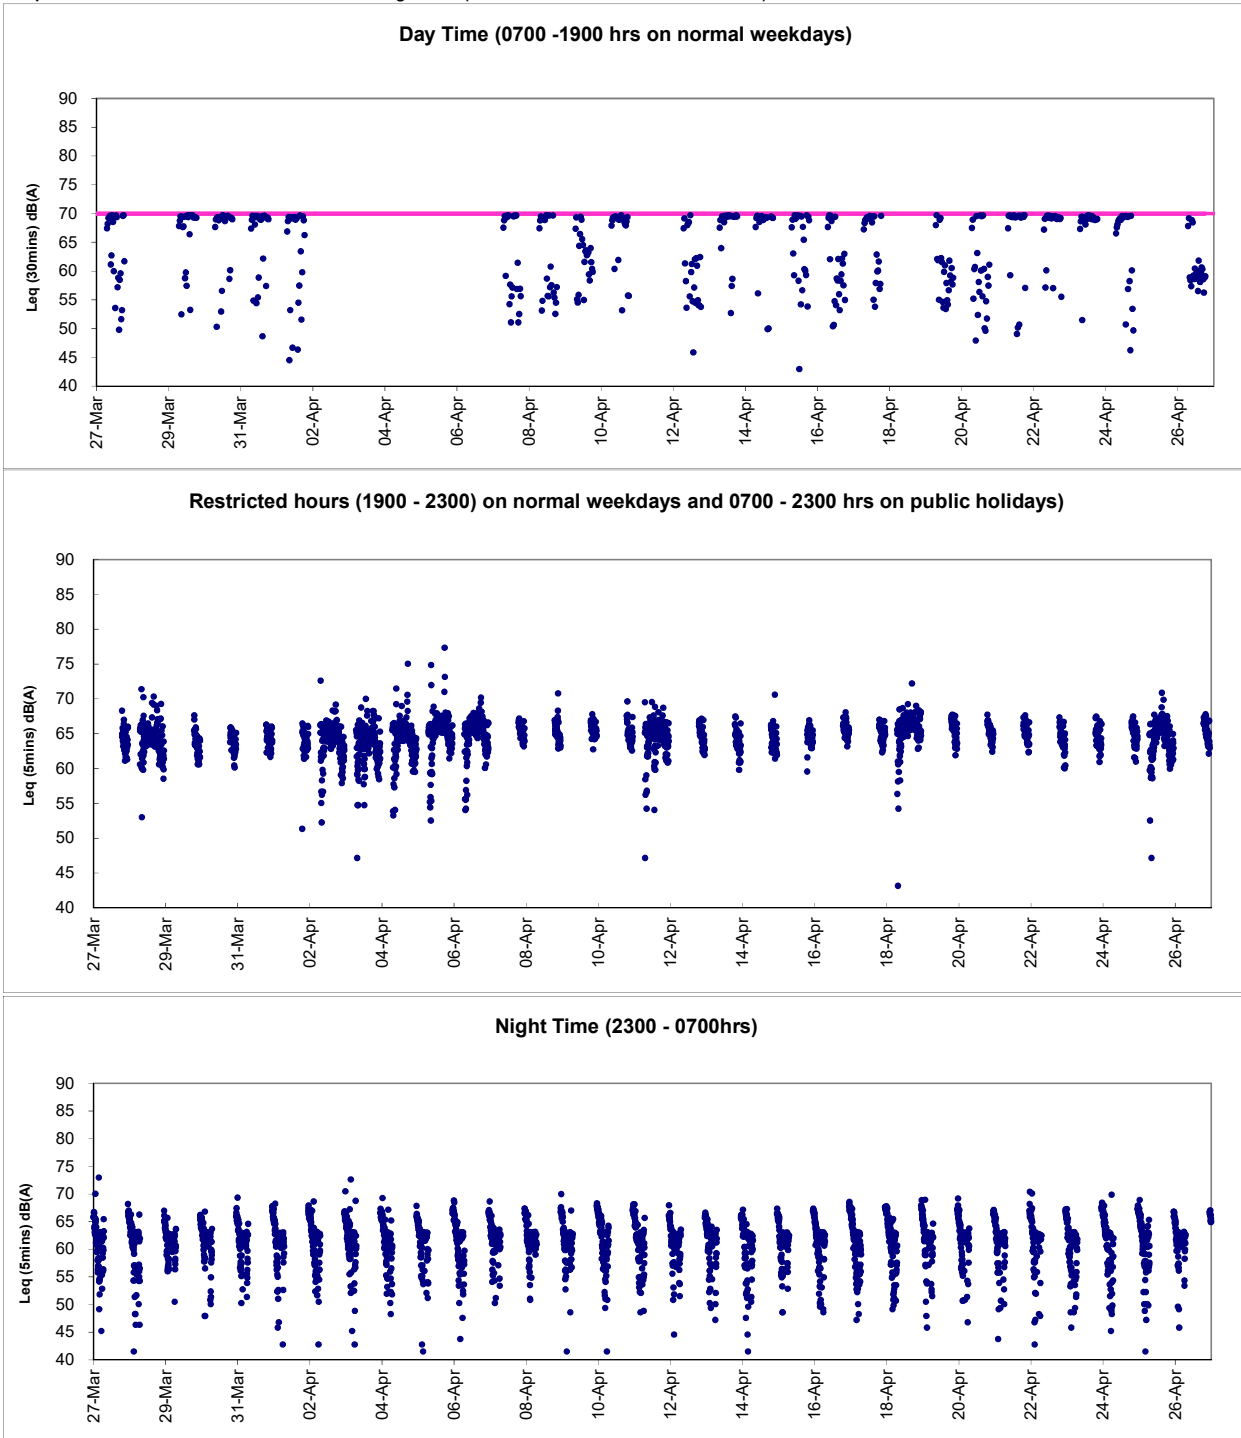 Day Time (0700 -1900 hrs on normal weekdays)
Leq (30mins) dB(A)
90
85
80
75
70
65
60
55
50
45
40
27-Mar
29-Mar
31-Mar
02-Apr
04-Apr
06-Apr
08-Apr
10-Apr
12-Apr
14-Apr
16-Apr
18-Apr
20-Apr
22-Apr
24-Apr
26-Apr
Restricted hours (1900 - 2300) on normal weekdays and 0700 - 2300 hrs on public holidays)
Leq (5mins) dB(A)
90
85
80
75
70
65
60
55
50
45
40
27-Mar
29-Mar
31-Mar
02-Apr
04-Apr
06-Apr
08-Apr
10-Apr
12-Apr
14-Apr
16-Apr
18-Apr
20-Apr
22-Apr
24-Apr
26-Apr
Night Time (2300 - 0700hrs)
Leq (5mins) dB(A)
90
85
80
75
70
65
60
55
50
45
40
27-Mar
29-Mar
31-Mar
02-Apr
04-Apr
06-Apr
08-Apr
10-Apr
12-Apr
14-Apr
16-Apr
18-Apr
20-Apr
22-Apr
24-Apr
26-Apr